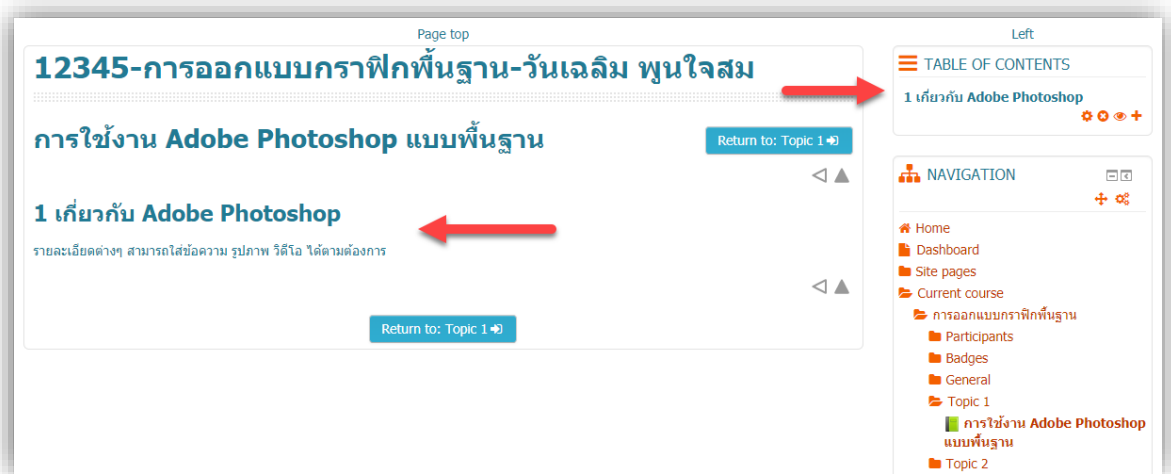 Page top
12345-การออกแบบกราฟิกพื้นฐาน-วันเฉลิม พูนใจสม
การใช้งาน Adobe Photoshop แบบพื้นฐาน
Return to: Topic 1
1 เกี่ยวกับ Adobe Photoshop
รายละเอียดต่างๆ สามารถใส่ข้อความ รูปภาพ วิดีโอ ได้ตามต้องการ
Return to: Topic 1
Left
TABLE OF CONTENTS
1 เกี่ยวกับ Adobe Photoshop
NAVIGATION
Home
Dashboard
Site pages
Current course
การออกแบบกราฟิกพื้นฐาน
Participants
Badges
General
Topic 1
การใช้งาน Adobe Photoshop
แบบพื้นฐาน
Topic 2